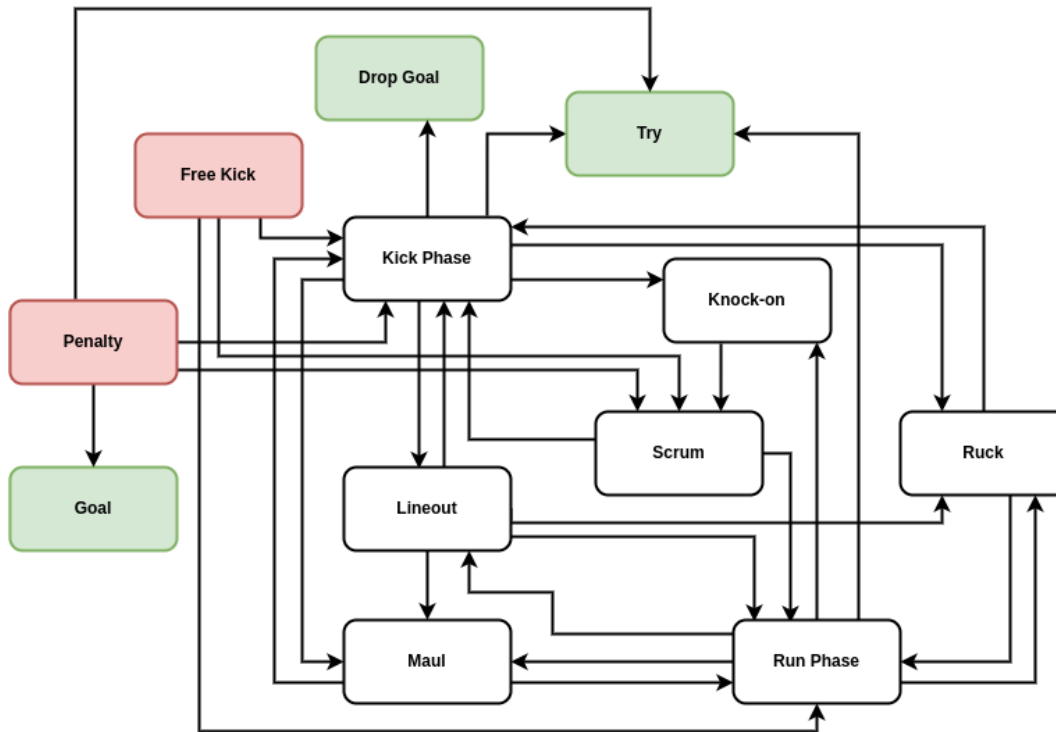 Drop Goal
Try
Free Kick
Kick Phase
Knock-on
Penalty
Scrum
Ruck
Goal
Lineout
Maul
Run Phase